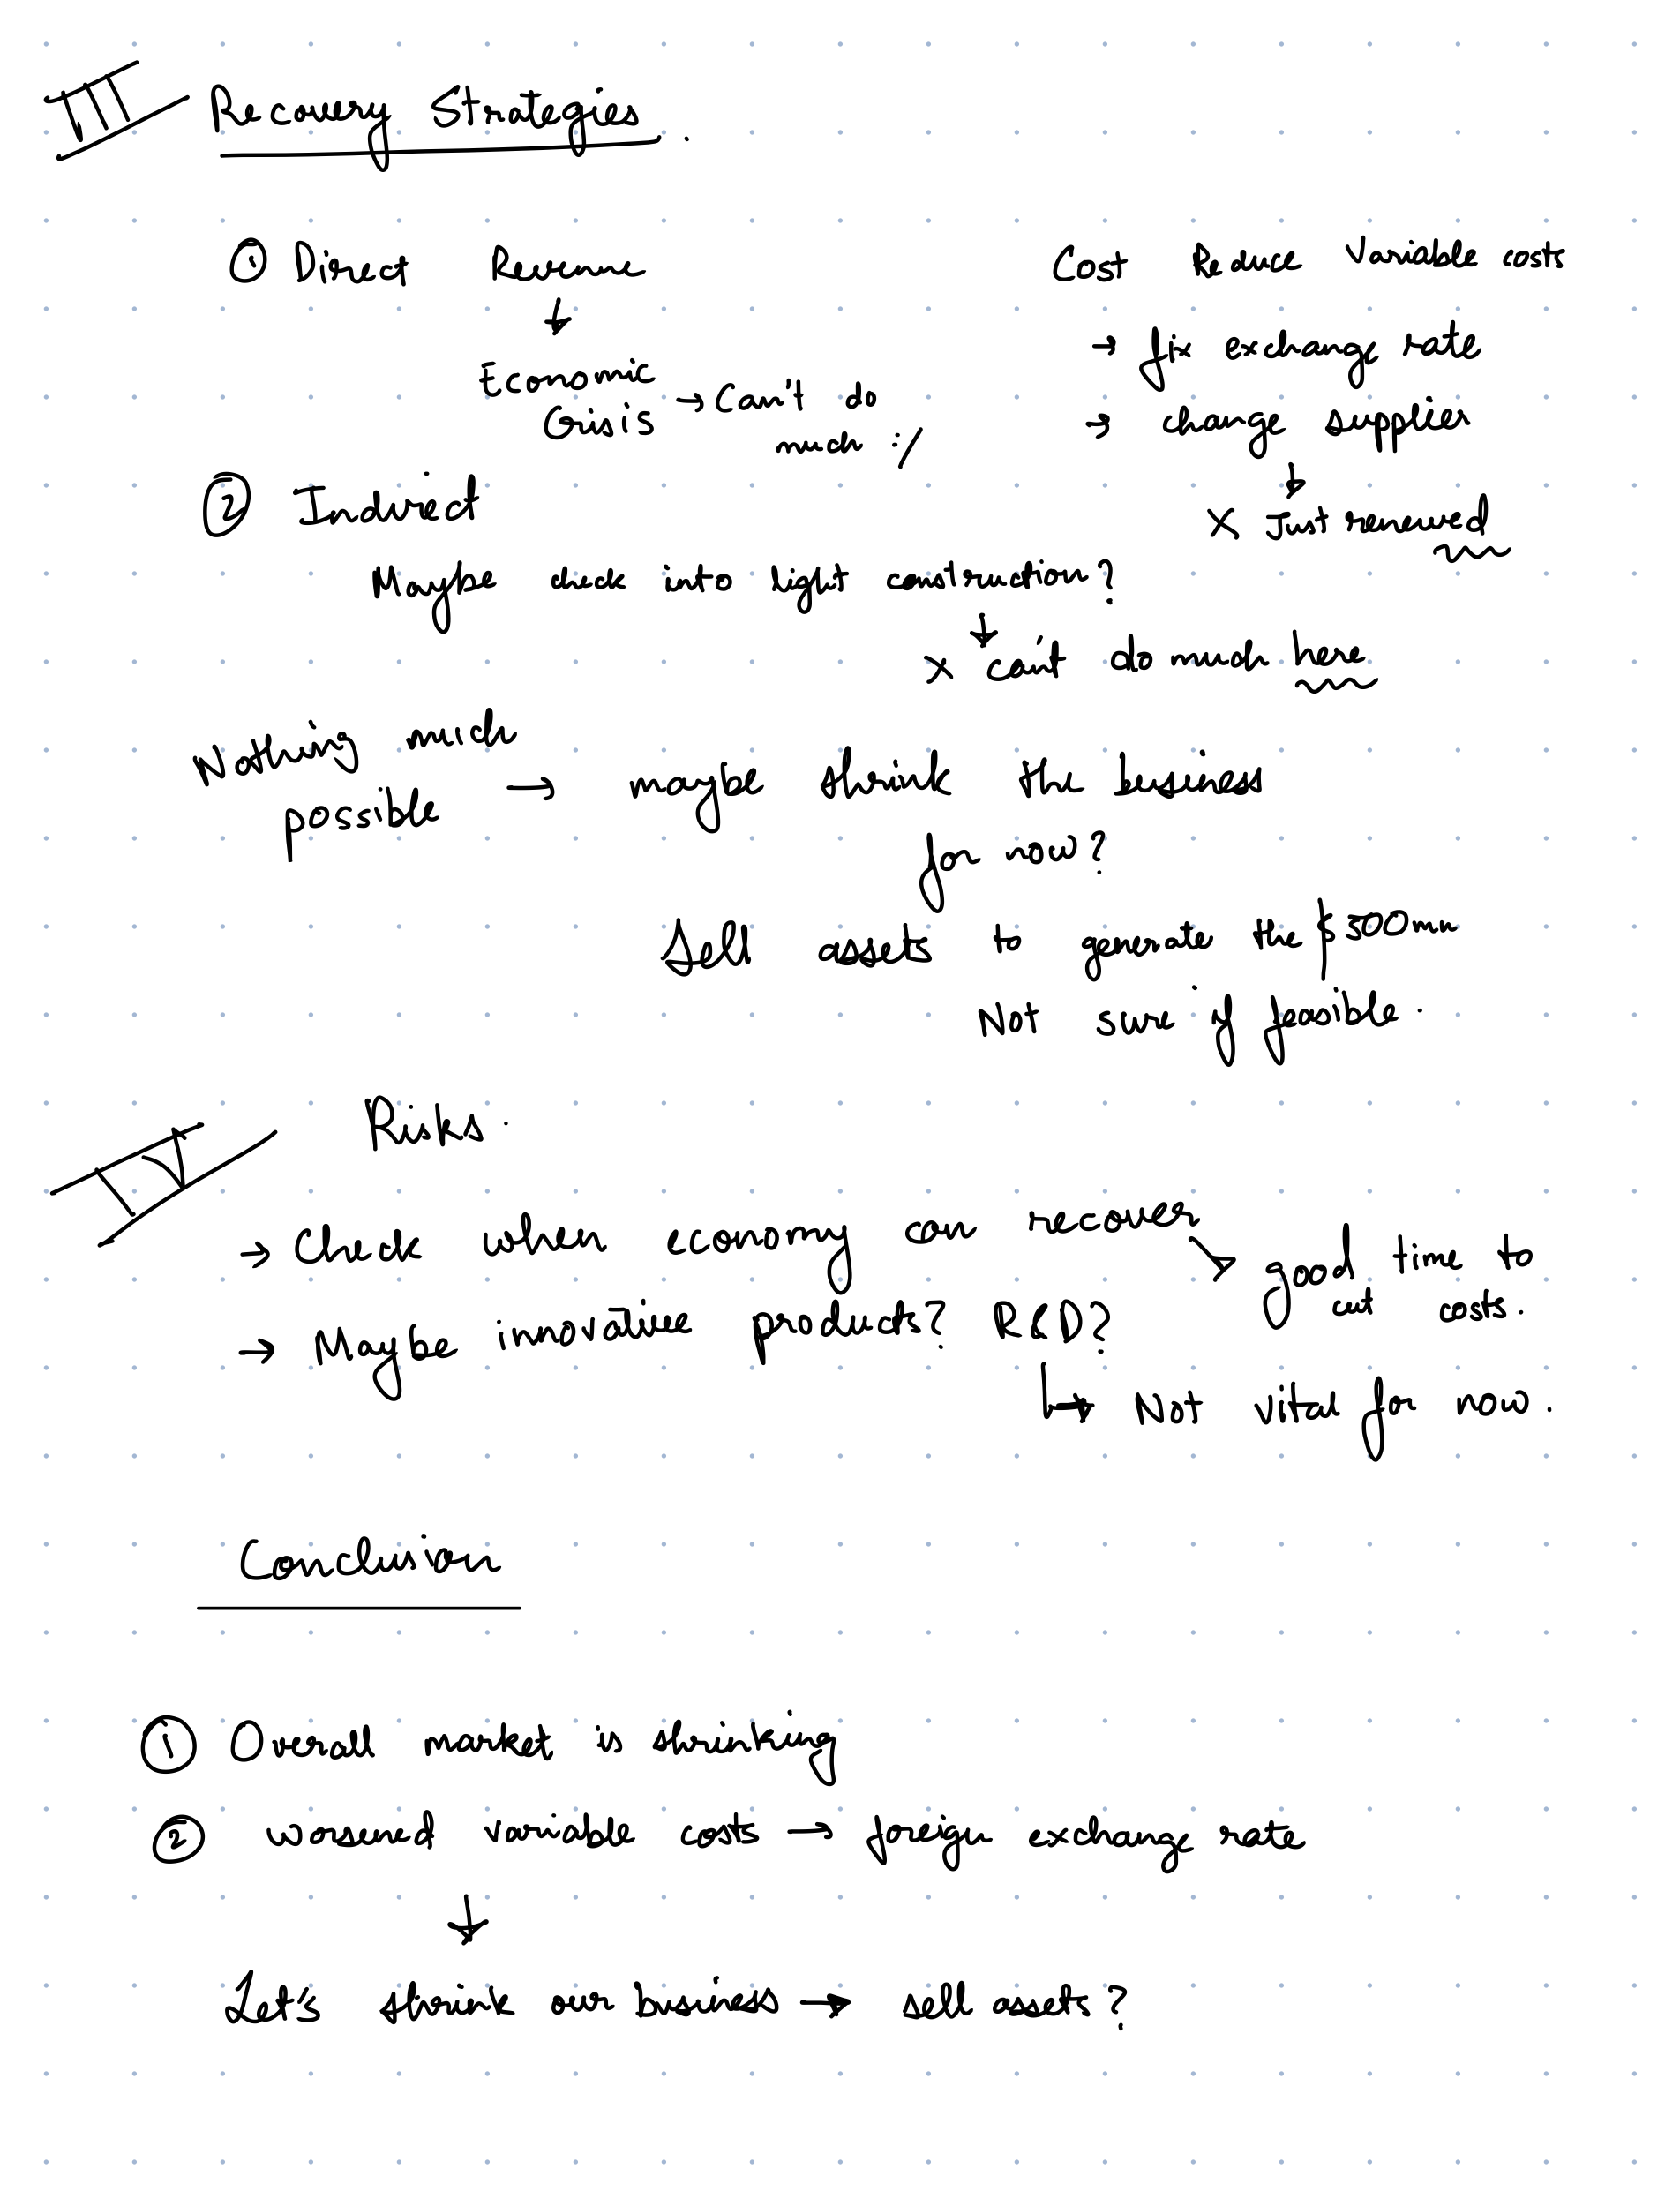 III Recovery Strategies.
① Direct Revenue
↓
Economic
Crisis → Can't do
much :/
Cost Reduce Variable costs
→ fix exchange rate
→ change supplier
↓
X Just renewed
② Indirect
Maybe check into light construction?
↓
X can't do much here
Nothing much
possible → maybe shrink the business
for now?
Sell assets to generate the $500mn
Not sure if feasible.
IV Risks.
→ Check when economy can recover → good time to
cut costs.
→ Maybe innovative products? R&D?
↳ Not vital for now.
Conclusion
① Overall market is shrinking
② worsened variable costs → foreign exchange rate
↓
Let's shrink our business → sell assets?